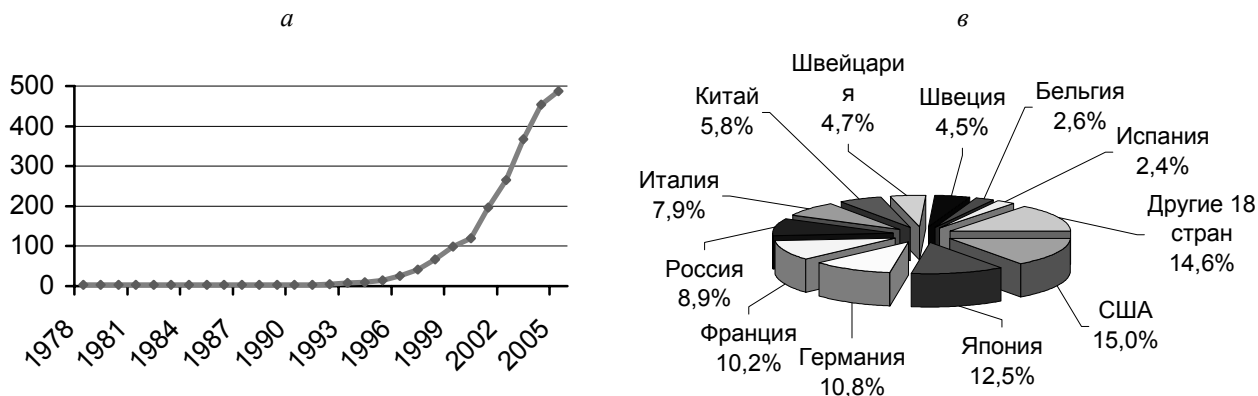 а
500
400
300
200
100
0
1978
1981
1984
1987
1990
1993
1996
1999
2002
2005
в
Швейцари
я
4,7%
Швеция
4,5%
Бельгия
2,6%
Испания
2,4%
Другие 18
стран
14,6%
США
15,0%
Япония
12,5%
Германия
10,8%
Франция
10,2%
Россия
8,9%
Италия
7,9%
Китай
5,8%